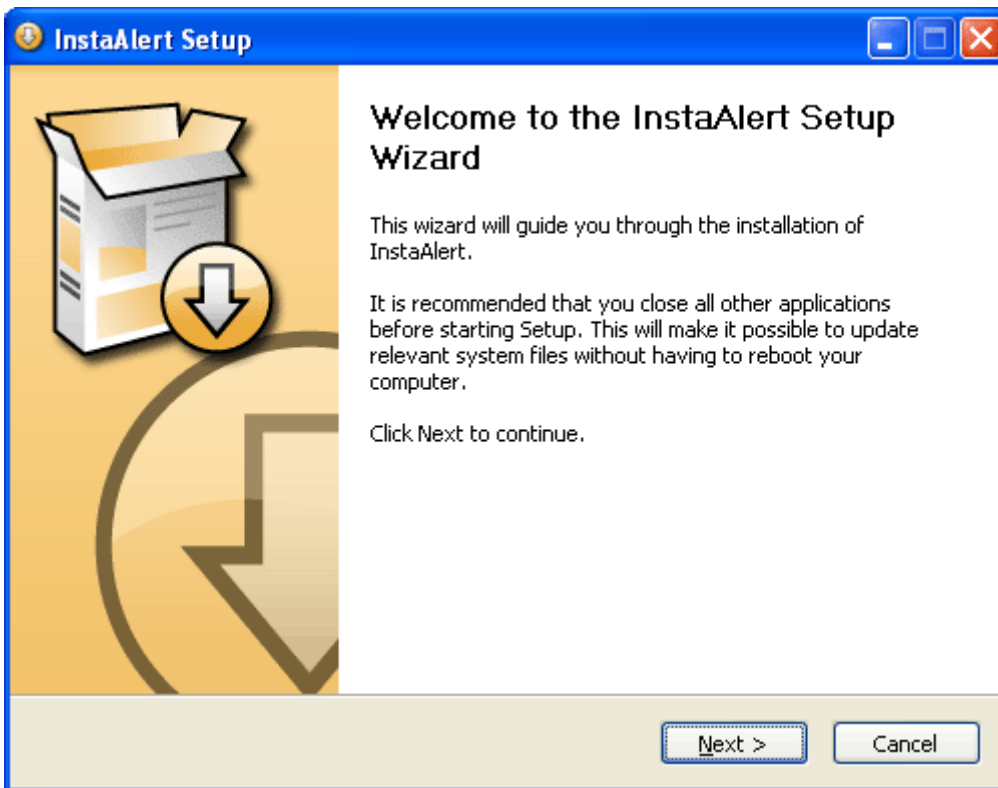 InstaAlert Setup
Welcome to the InstaAlert Setup
Wizard
This wizard will guide you through the installation of
InstaAlert.
It is recommended that you close all other applications
before starting Setup. This will make it possible to update
relevant system files without having to reboot your
computer.
Click Next to continue.
Next >
Cancel